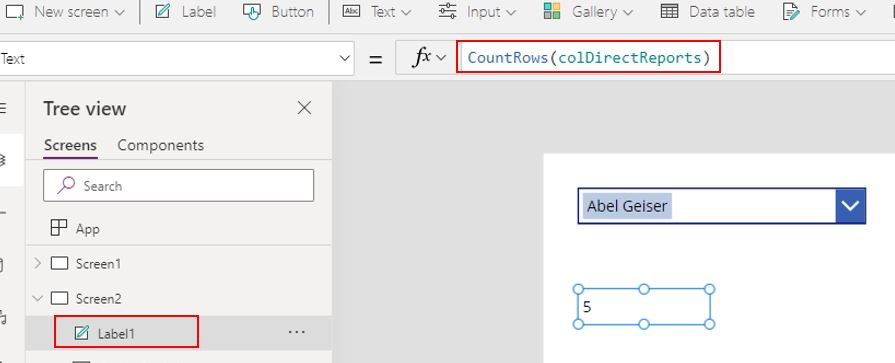 New screen Label Button Text Input Gallery Data table Forms
Text = fx CountRows(colDirectReports)
Tree view
Screens Components
Search
App
Screen1
Screen2
Label1 ...
Abel Geiser
5